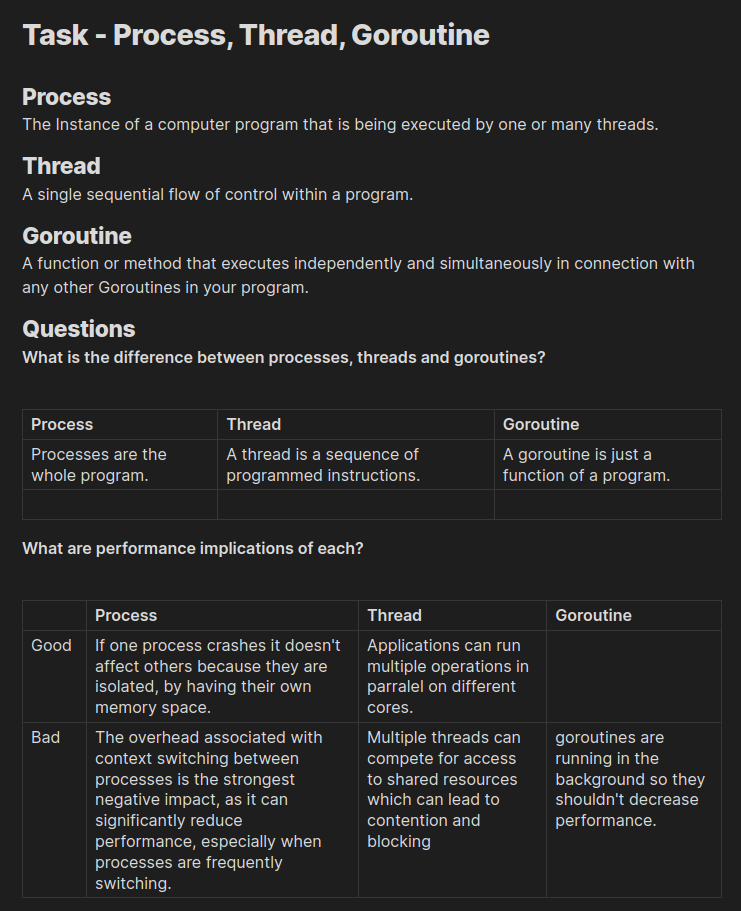 Task - Process, Thread, Goroutine
Process
The Instance of a computer program that is being executed by one or many threads.
Thread
A single sequential flow of control within a program.
Goroutine
A function or method that executes independently and simultaneously in connection with
any other Goroutines in your program.
Questions
What is the difference between processes, threads and goroutines?
Process
Thread
Goroutine
Processes are the
whole program.
A thread is a sequence of
programmed instructions.
A goroutine is just a
function of a program.
What are performance implications of each?
Process
Thread
Goroutine
Good
If one process crashes it doesn't
affect others because they are
isolated, by having their own
memory space.
Applications can run
multiple operations in
parralel on different
cores.
Bad
The overhead associated with
context switching between
processes is the strongest
negative impact, as it can
significantly reduce
performance, especially when
processes are frequently
switching.
Multiple threads can
compete for access
to shared resources
which can lead to
contention and
blocking
goroutines are
running in the
background so they
shouldn't decrease
performance.